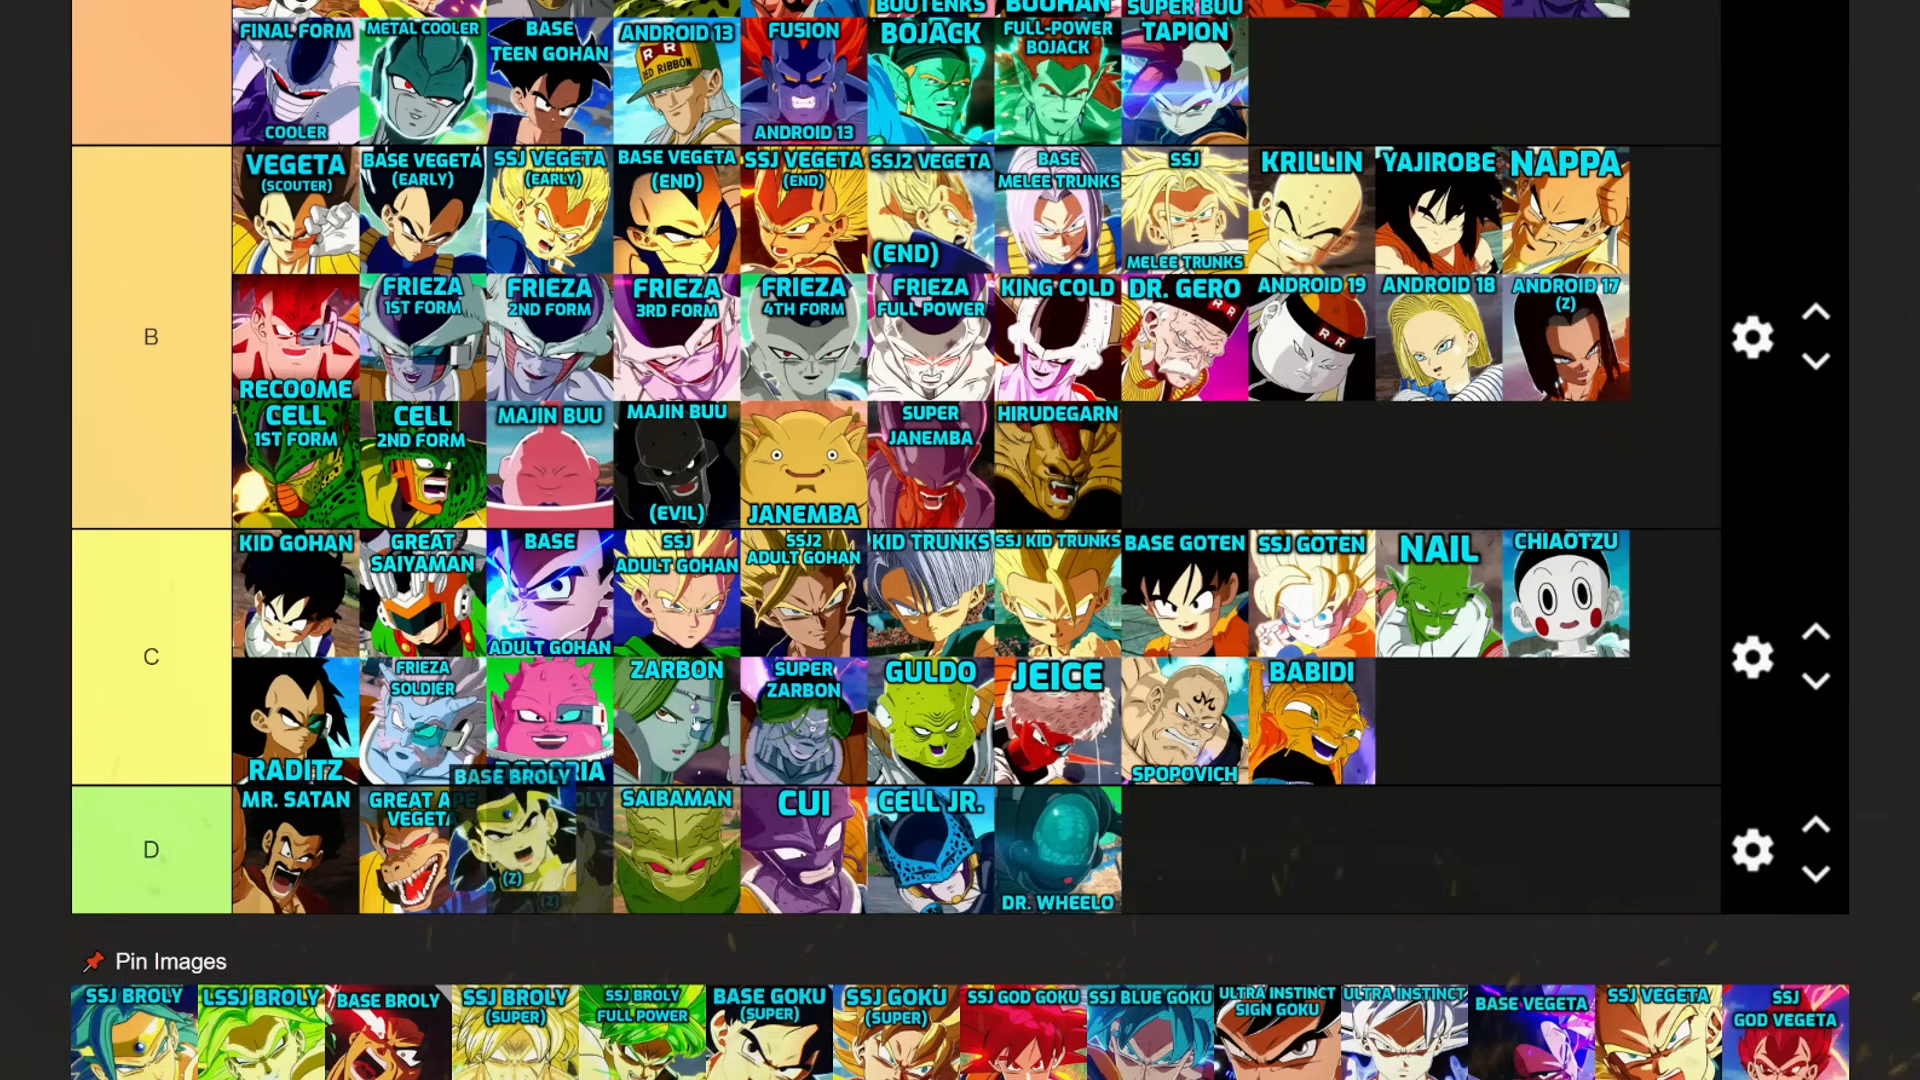 BOUTENKS
BUUHAN
SUPER BUU
FINAL FORM
COOLER
METAL COOLER
BASE
TEEN GOHAN
ANDROID 13
R R
RED RIBBON
FUSION
ANDROID 13
BOJACK
FULL-POWER
BOJACK
TAPION
B
VEGETA
(SCOUTER)
BASE VEGETA
(EARLY)
SSJ VEGETA
(EARLY)
BASE VEGETA
(END)
SSJ VEGETA
(END)
SSJ2 VEGETA
(END)
BASE
MELEE TRUNKS
SSJ
MELEE TRUNKS
KRILLIN
YAJIROBE
NAPPA
RECOOME
FRIEZA
1ST FORM
FRIEZA
2ND FORM
FRIEZA
3RD FORM
FRIEZA
4TH FORM
FRIEZA
FULL POWER
KING COLD
DR. GERO
R R
ANDROID 19
R R
ANDROID 18
ANDROID 17
(Z)
CELL
1ST FORM
CELL
2ND FORM
MAJIN BUU
MAJIN BUU
(EVIL)
JANEMBA
SUPER
JANEMBA
HIRUDEGARN
C
KID GOHAN
GREAT
SAIYAMAN
BASE
ADULT GOHAN
SSJ
ADULT GOHAN
SSJ2
ADULT GOHAN
KID TRUNKS
SSJ KID TRUNKS
BASE GOTEN
SSJ GOTEN
NAIL
CHIAOTZU
RADITZ
FRIEZA
SOLDIER
ZARBON
SUPER
ZARBON
GULDO
JEICE
SPOPOVICH
BABIDI
D
MR. SATAN
GREAT APE
VEGETA
BASE BROLY
(Z)
SAIBAMAN
CUI
CELL JR.
DR. WHEELO
Pin Images
SSJ BROLY
LSSJ BROLY
BASE BROLY
SSJ BROLY
(SUPER)
SSJ BROLY
FULL POWER
BASE GOKU
(SUPER)
SSJ GOKU
(SUPER)
SSJ GOD GOKU
SSJ BLUE GOKU
ULTRA INSTINCT
SIGN GOKU
ULTRA INSTINCT
BASE VEGETA
SSJ VEGETA
SSJ
GOD VEGETA